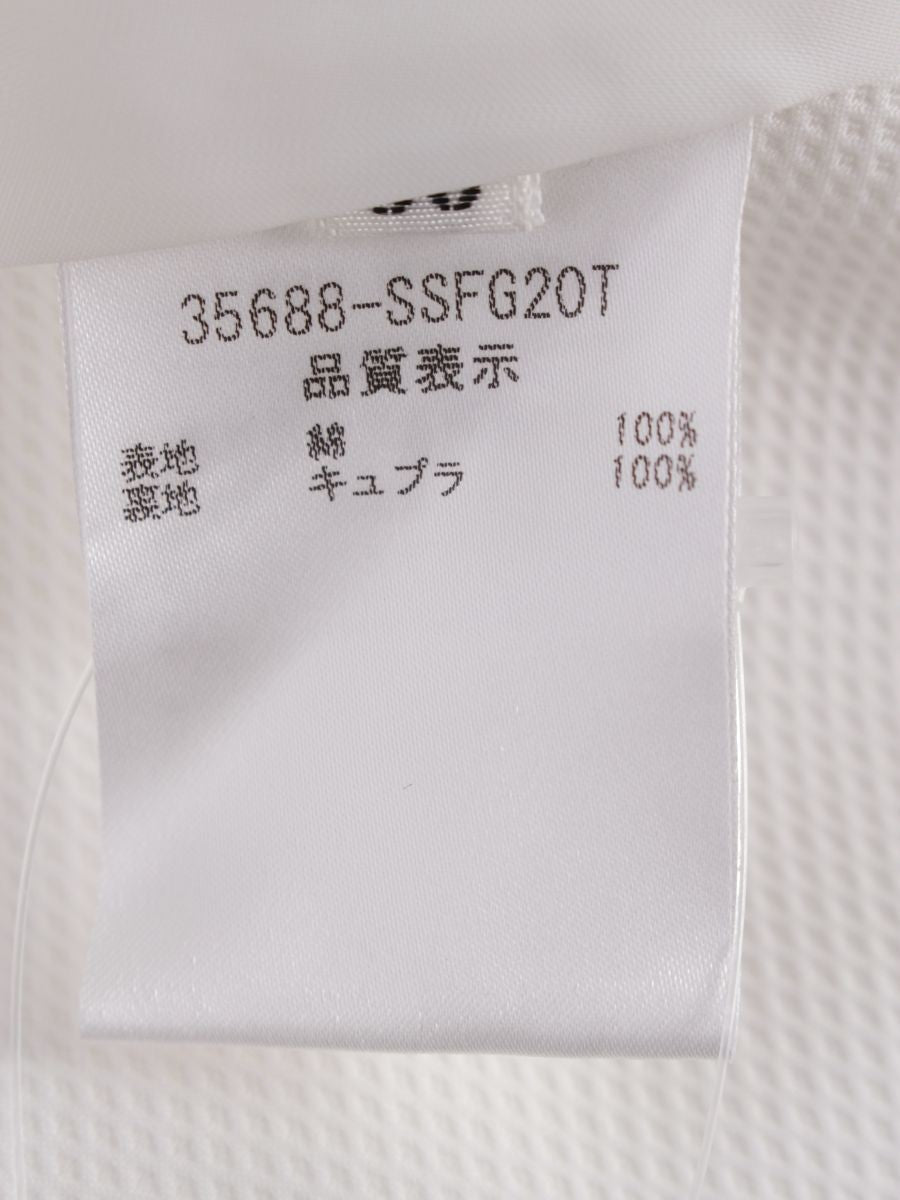 35688-SSFG20T
品質表示
表地 綿 100%
裏地 キュプラ 100%